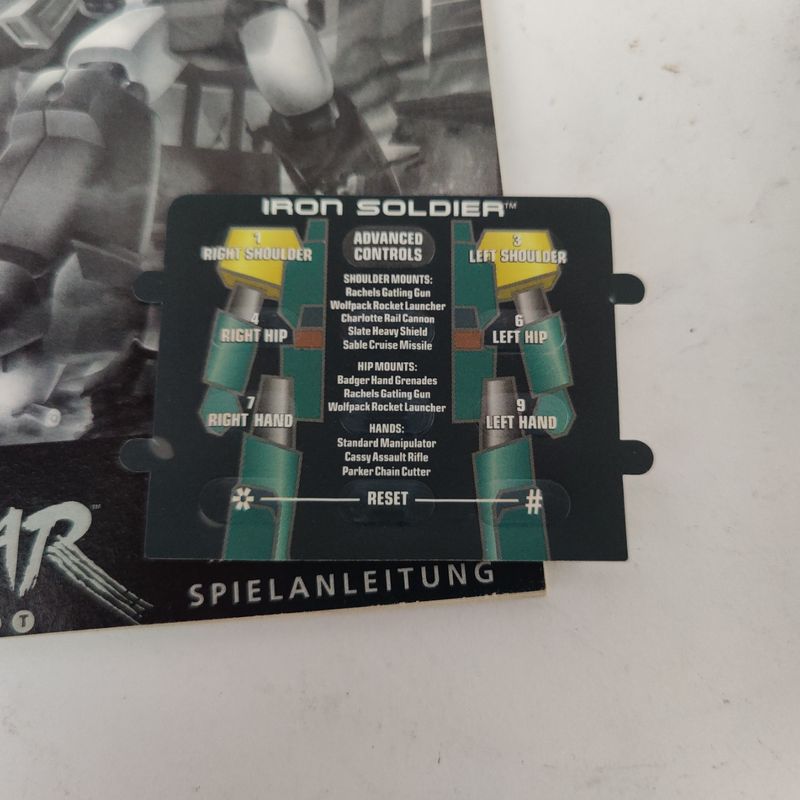 IRON SOLDIER™
1
RIGHT SHOULDER
ADVANCED
CONTROLS
3
LEFT SHOULDER
SHOULDER MOUNTS:
Rachels Gatling Gun
Wolfpack Rocket Launcher
Charlotte Rail Cannon
Slate Heavy Shield
Sable Cruise Missile
4
RIGHT HIP
6
LEFT HIP
HIP MOUNTS:
Badger Hand Grenades
Rachels Gatling Gun
Wolfpack Rocket Launcher
7
RIGHT HAND
9
LEFT HAND
HANDS:
Standard Manipulator
Cassy Assault Rifle
Parker Chain Cutter
* RESET #
AR™
T
SPIELANLEITUNG